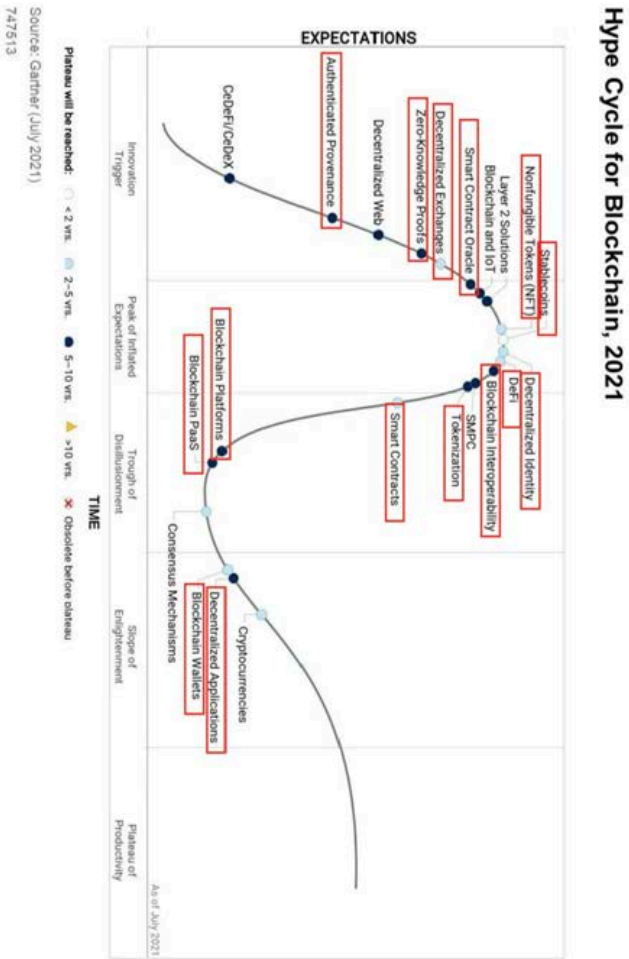 Hype Cycle for Blockchain, 2021
EXPECTATIONS
Stablecoins
Nonfungible Tokens (NFT)
Layer 2 Solutions
Blockchain and IoT
Smart Contract Oracle
Decentralized Exchanges
Zero-Knowledge Proofs
Decentralized Web
Authenticated Provenance
CeDeFi/CeDeX
Decentralized Identity
DeFi
Blockchain Interoperability
SMPC
Tokenization
Smart Contracts
Blockchain Platforms
Blockchain PaaS
Cryptocurrencies
Decentralized Applications
Blockchain Wallets
Consensus Mechanisms
As of July 2021
Innovation
Trigger
Peak of Inflated
Expectations
Trough of
Disillusionment
Slope of
Enlightenment
Plateau of
Productivity
TIME
Plateau will be reached: < 2 yrs. 2–5 yrs. 5–10 yrs. >10 yrs. Obsolete before plateau
Source: Gartner (July 2021)
747513